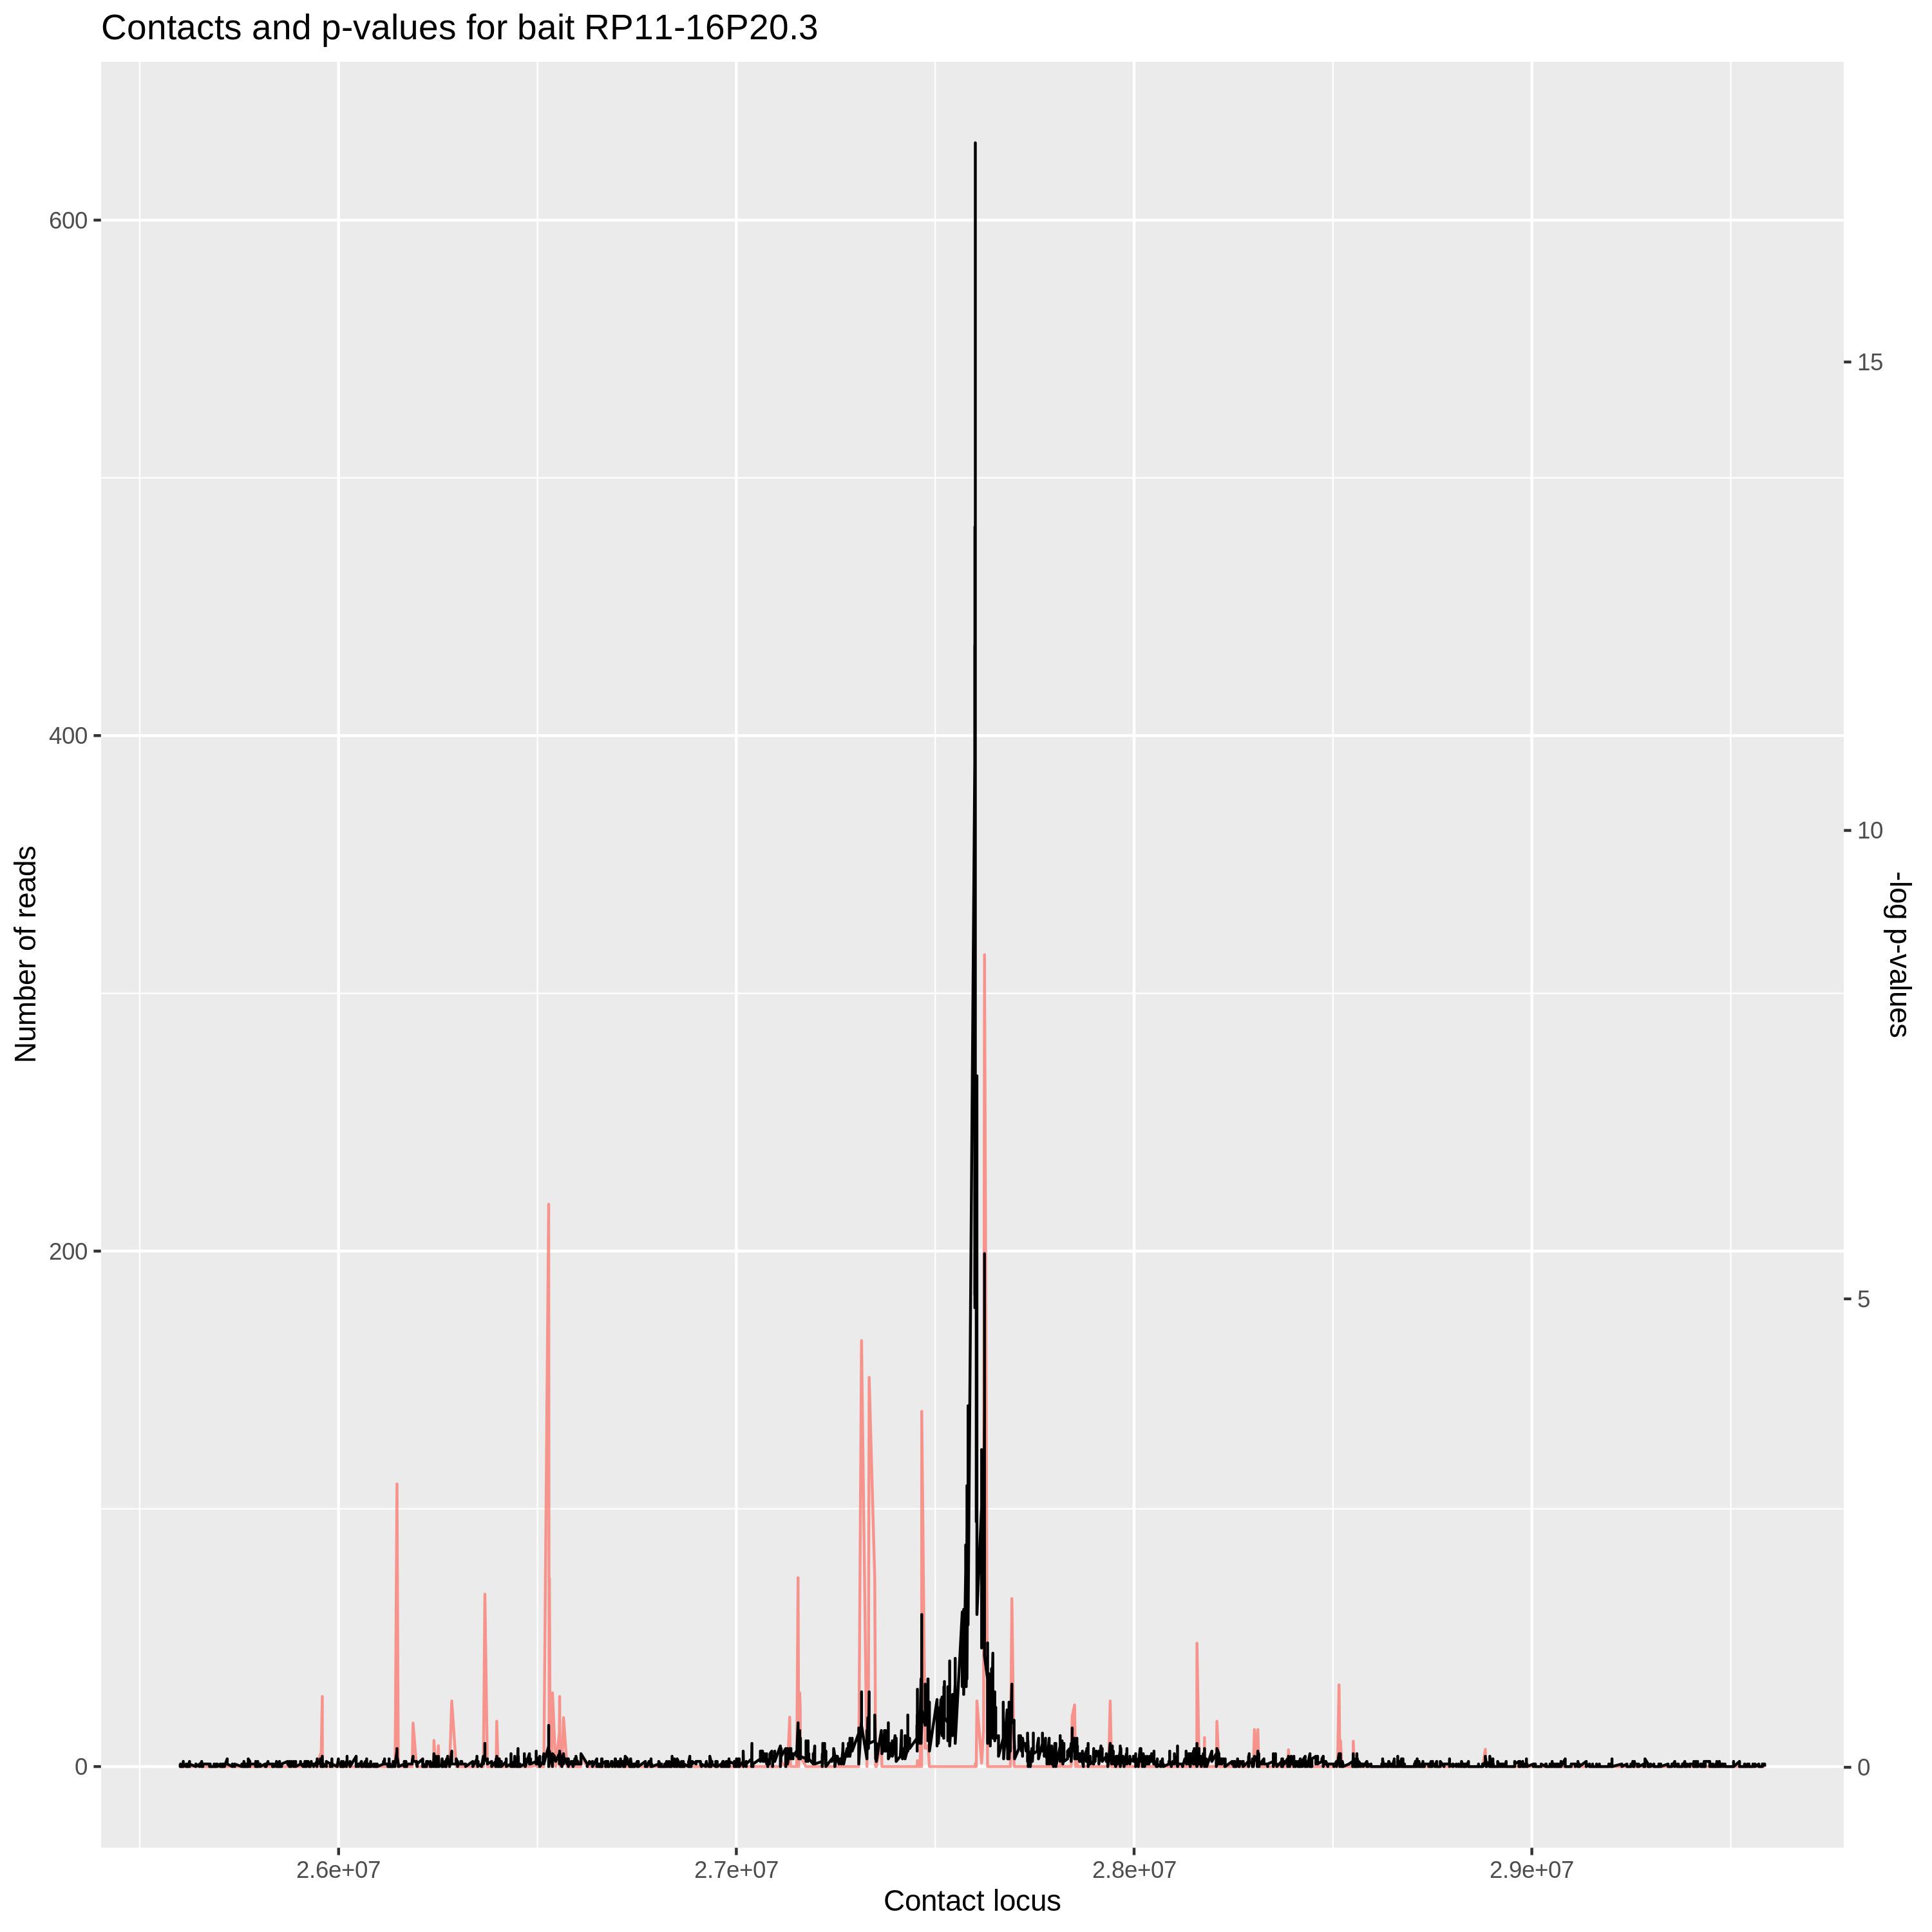 Contacts and p-values for bait RP11-16P20.3
600
400
200
0
Number of reads
15
10
5
0
-log p-values
2.6e+07
2.7e+07
2.8e+07
2.9e+07
Contact locus